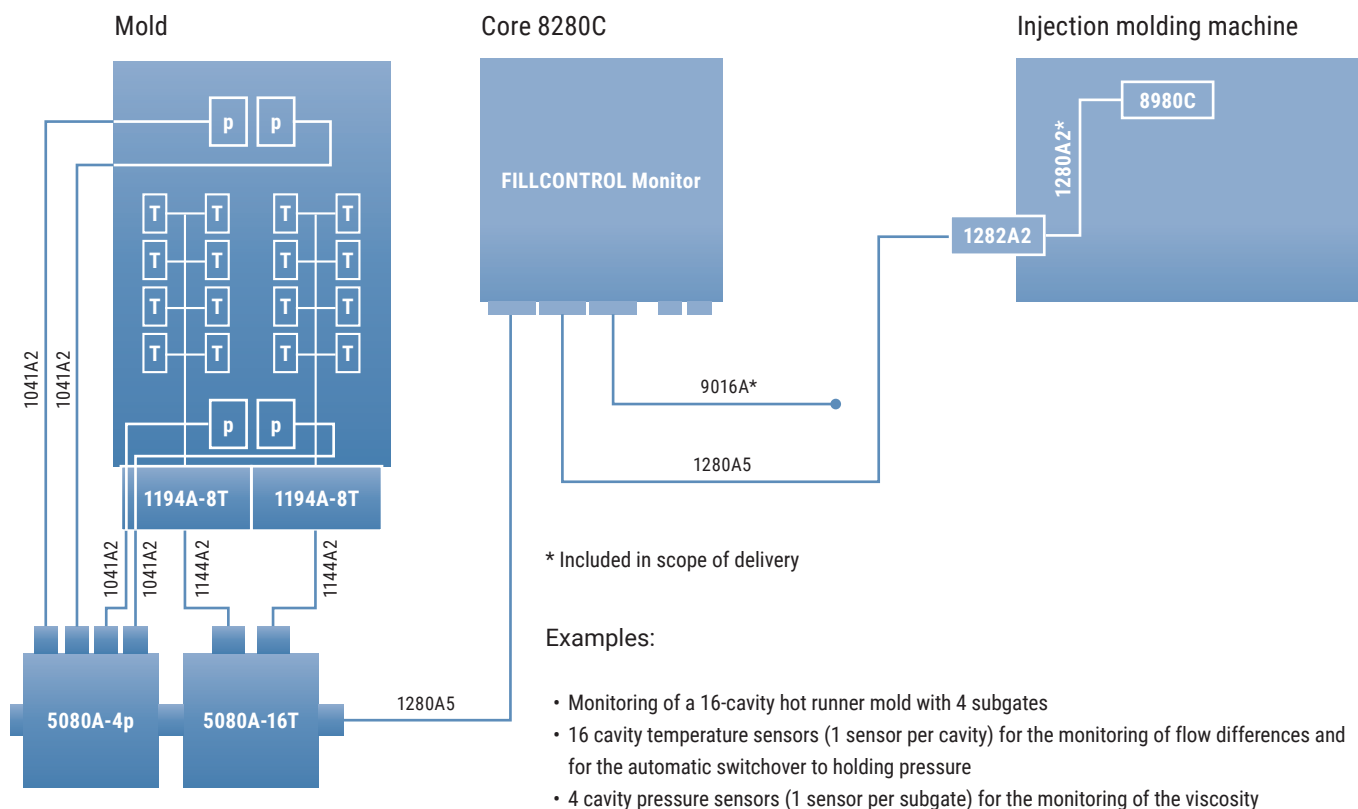 Mold
Core 8280C
Injection molding machine
p p
8980C
1280A2*
FILLCONTROL Monitor
T T T T
1282A2
T T T T
T T T T
T T T T
1041A2
1041A2
9016A*
p p
1280A5
1194A-8T
1194A-8T
1041A2
1041A2
1144A2
1144A2
* Included in scope of delivery
Examples:
5080A-4p
5080A-16T
1280A5
• Monitoring of a 16-cavity hot runner mold with 4 subgates
• 16 cavity temperature sensors (1 sensor per cavity) for the monitoring of flow differences and
for the automatic switchover to holding pressure
• 4 cavity pressure sensors (1 sensor per subgate) for the monitoring of the viscosity